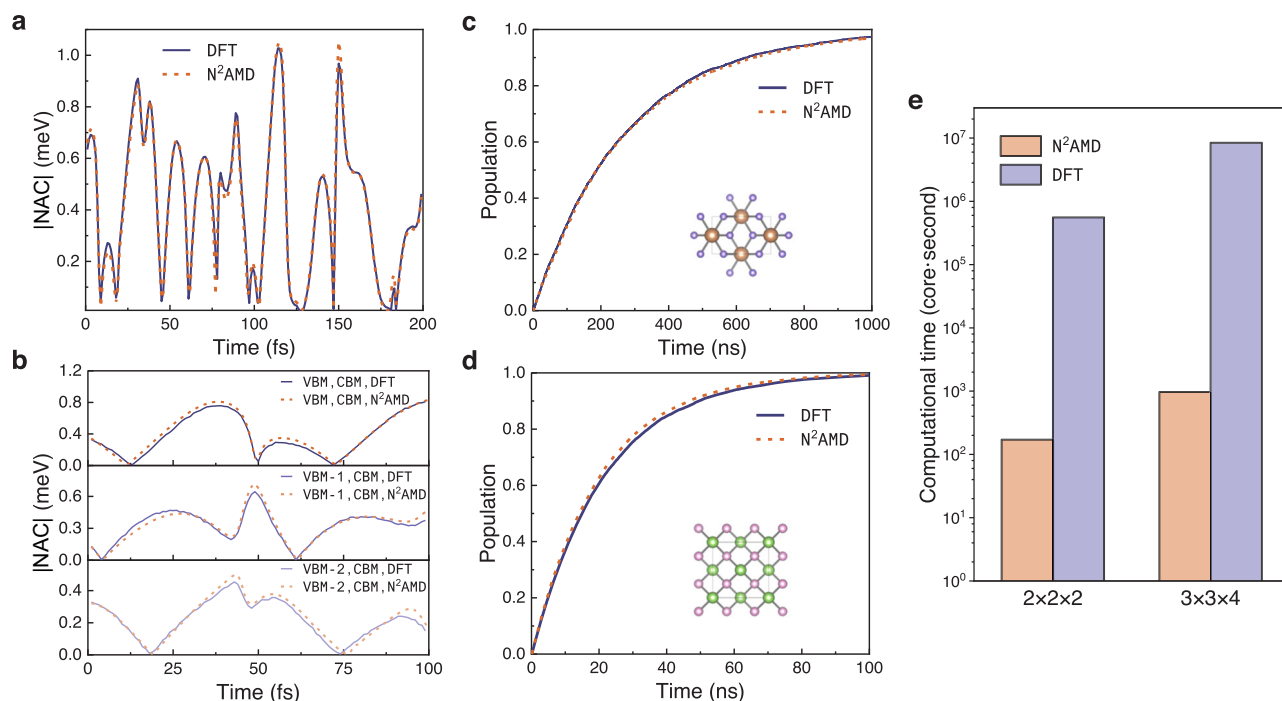 a
DFT
N²AMD
|NAC| (meV)
1.0
0.8
0.6
0.4
0.2
0 50 100 150 200
Time (fs)
b
VBM,CBM,DFT
VBM,CBM,N²AMD
1.2
0.8
0.4
0.0
VBM-1,CBM,DFT
VBM-1,CBM,N²AMD
|NAC| (meV)
0.6
0.3
0.0
VBM-2,CBM,DFT
VBM-2,CBM,N²AMD
0.4
0.2
0.0
0 25 50 75 100
Time (fs)
c
DFT
N²AMD
Population
1.0
0.8
0.6
0.4
0.2
0.0
0 200 400 600 800 1000
Time (ns)
d
DFT
N²AMD
Population
1.0
0.8
0.6
0.4
0.2
0.0
0 20 40 60 80 100
Time (ns)
e
N²AMD
DFT
Computational time (core·second)
10⁷
10⁶
10⁵
10⁴
10³
10²
10¹
10⁰
2×2×2 3×3×4